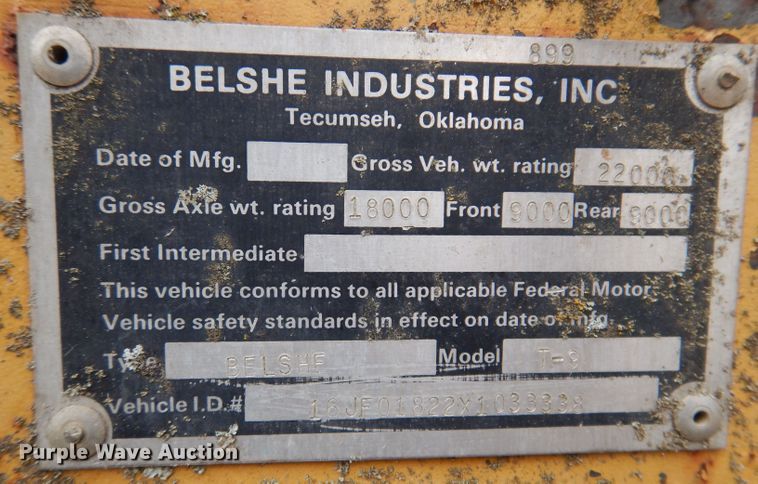 899
BELSHE INDUSTRIES, INC
Tecumseh, Oklahoma
Date of Mfg. Gross Veh. wt. rating 22000
Gross Axle wt. rating 18000 Front 9000 Rear 9000
First Intermediate
This vehicle conforms to all applicable Federal Motor
Vehicle safety standards in effect on date of mfg.
Type BELSHE Model T-9
Vehicle I.D.#
Purple Wave Auction